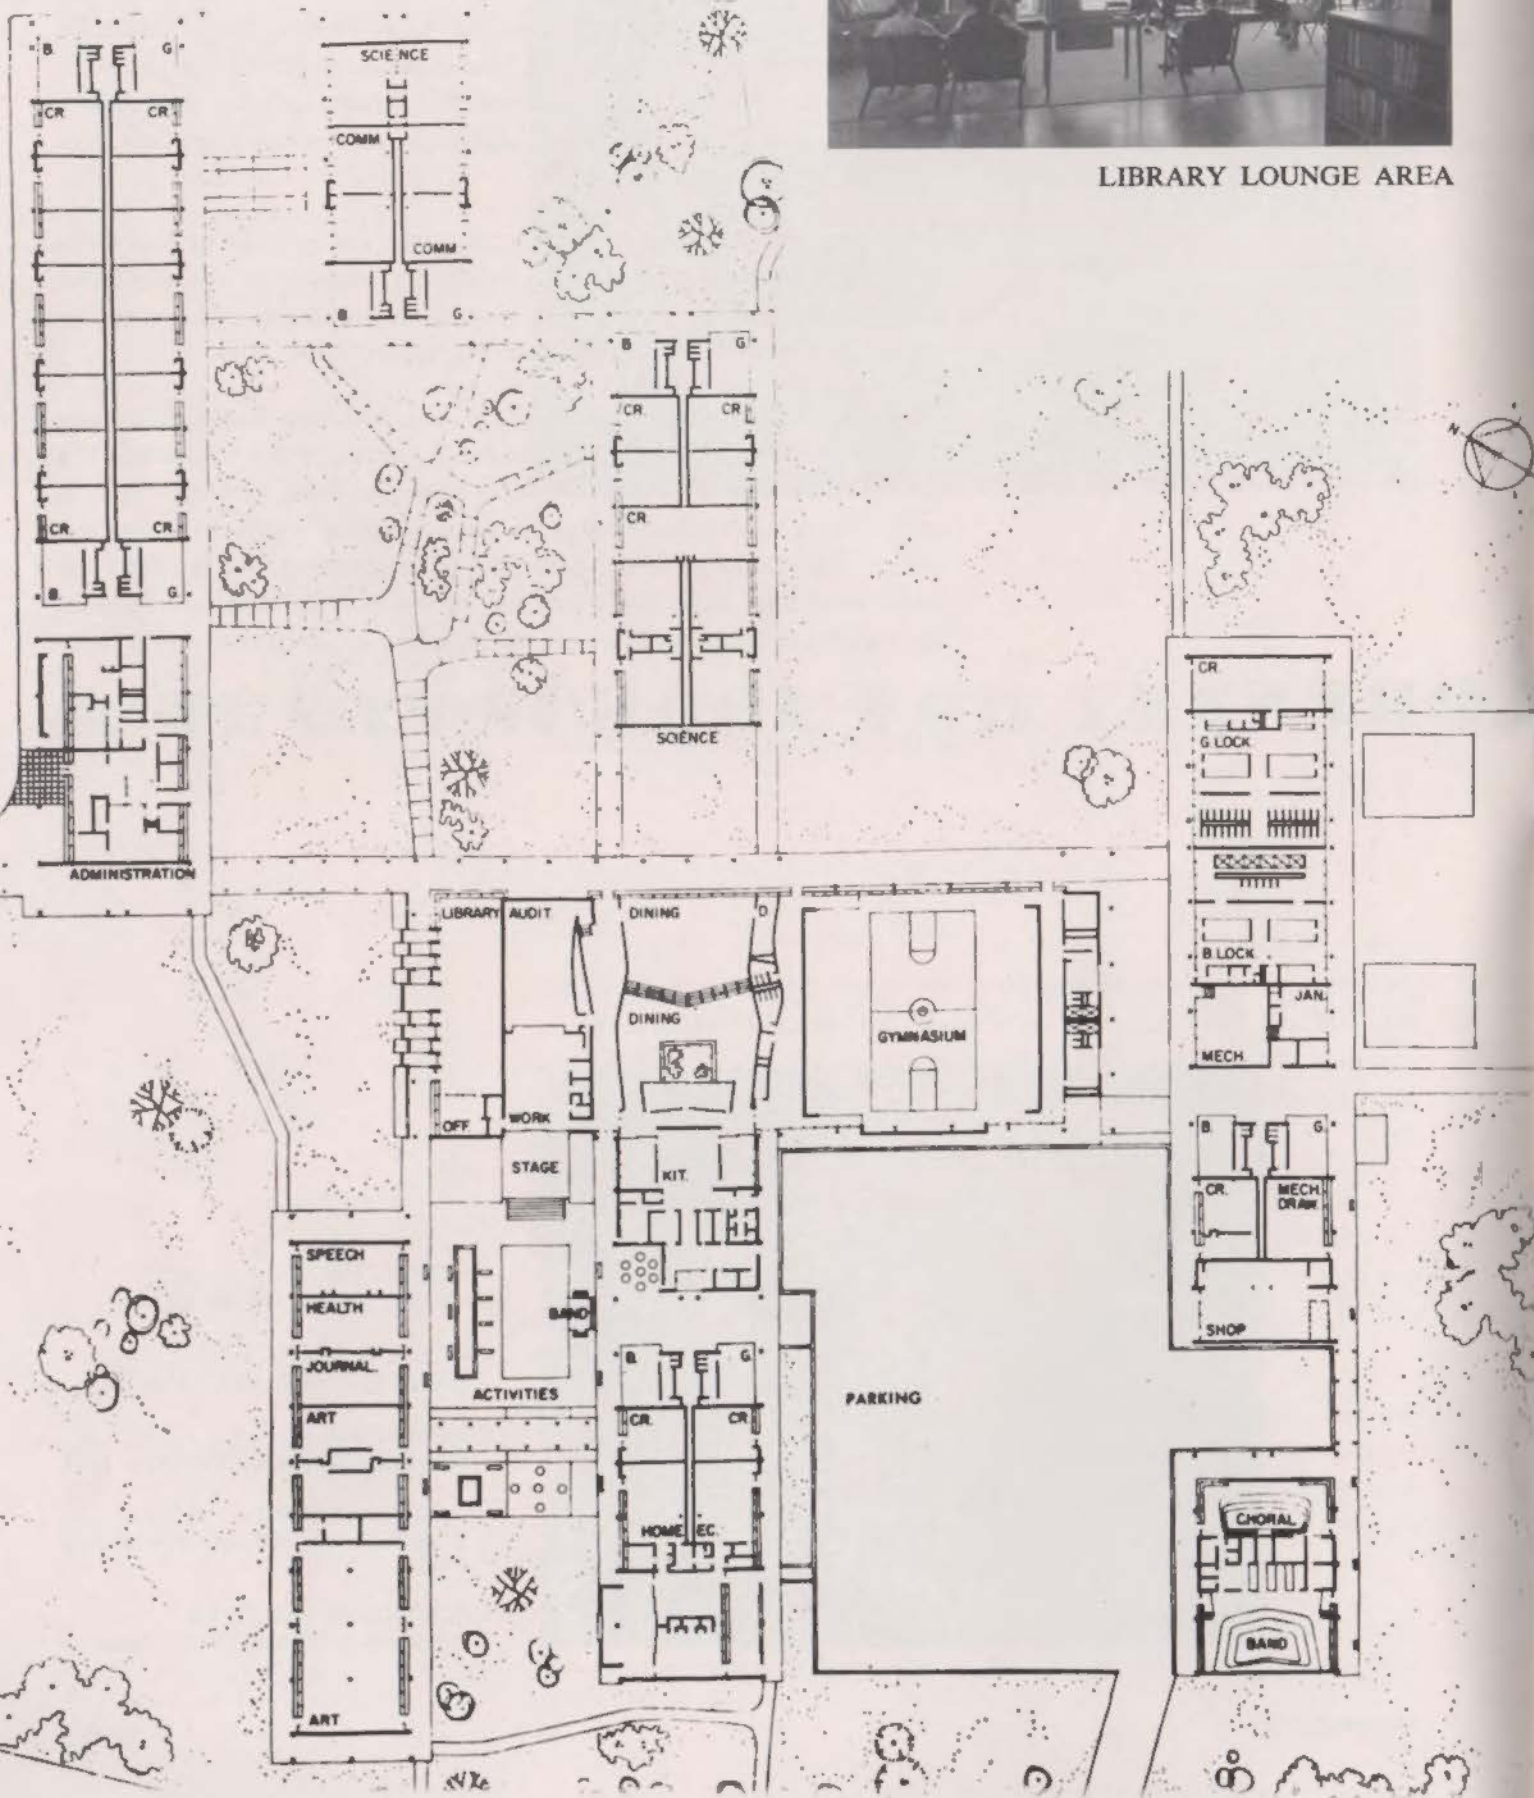 LIBRARY LOUNGE AREA
B. G.
SCIENCE
CR. CR.
COMM
COMM
B G.
B G.
CR. CR.
N
CR.
CR. CR.
B. G.
CR.
SCIENCE
G. LOCK.
ADMINISTRATION
LIBRARY AUDIT. DINING D
B. LOCK.
JAN.
DINING
GYMNASIUM
MECH.
OFF. WORK
B. G.
STAGE
KIT.
CR. MECH. DRAW.
SPEECH
HEALTH
BAND
SHOP
JOURNAL.
B. G.
ACTIVITIES
PARKING
ART
CR. CR.
CHORAL
HOME EC.
BAND
ART